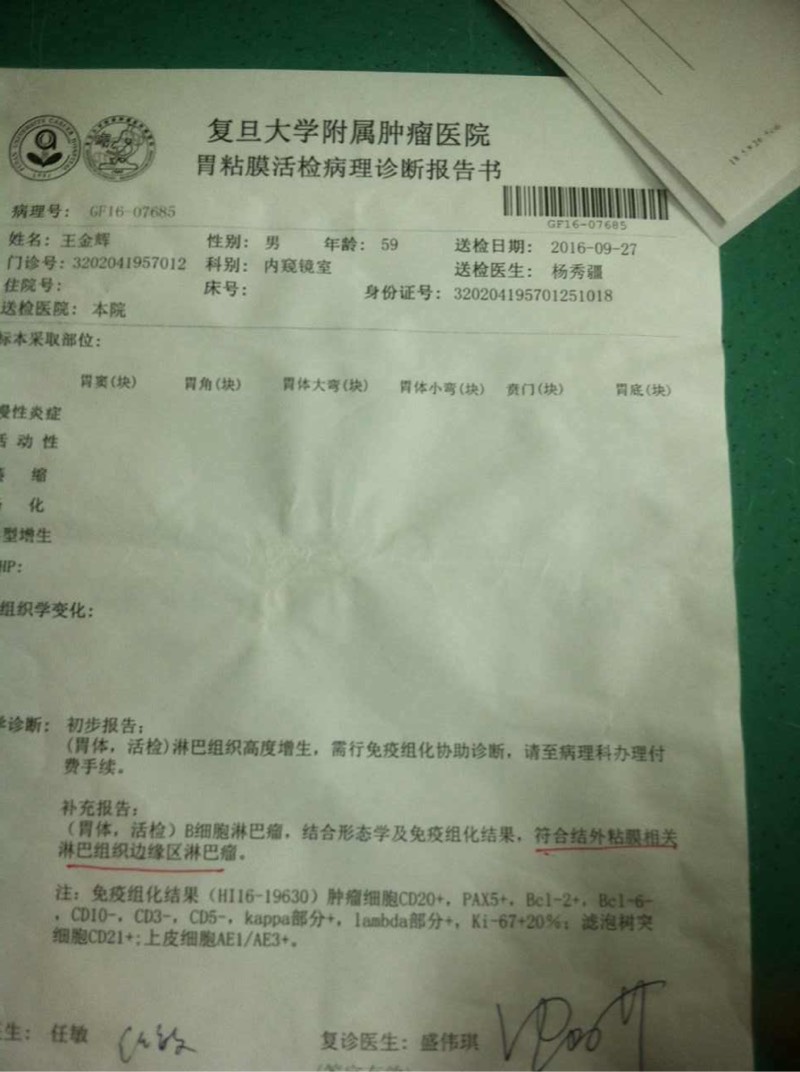 复旦大学附属肿瘤医院
胃粘膜活检病理诊断报告书
病理号： GF16-07685
GF16-07685
姓名：王金辉 性别：男 年龄：59 送检日期：2016-09-27
门诊号：3202041957012 科别：内窥镜室 送检医生：杨秀疆
住院号： 床号： 身份证号：320204195701251018
送检医院：本院
标本采取部位：
胃窦(块) 胃角(块) 胃体大弯(块) 胃体小弯(块) 贲门(块) 胃底(块)
慢性炎症
活动性
缩
化
型增生
HP：
组织学变化：
学诊断：初步报告：
(胃体，活检)淋巴组织高度增生，需行免疫组化协助诊断，请至病理科办理付
费手续。
补充报告：
（胃体，活检）B细胞淋巴瘤，结合形态学及免疫组化结果，符合结外粘膜相关
淋巴组织边缘区淋巴瘤。
注：免疫组化结果（HI16-19630）肿瘤细胞CD20+，PAX5+，Bcl-2+，Bcl-6-
，CD10-，CD3-，CD5-，kappa部分+，lambda部分+，Ki-67+20%；滤泡树突
细胞CD21+;上皮细胞AE1/AE3+。
医生：任敏 复诊医生：盛伟琪